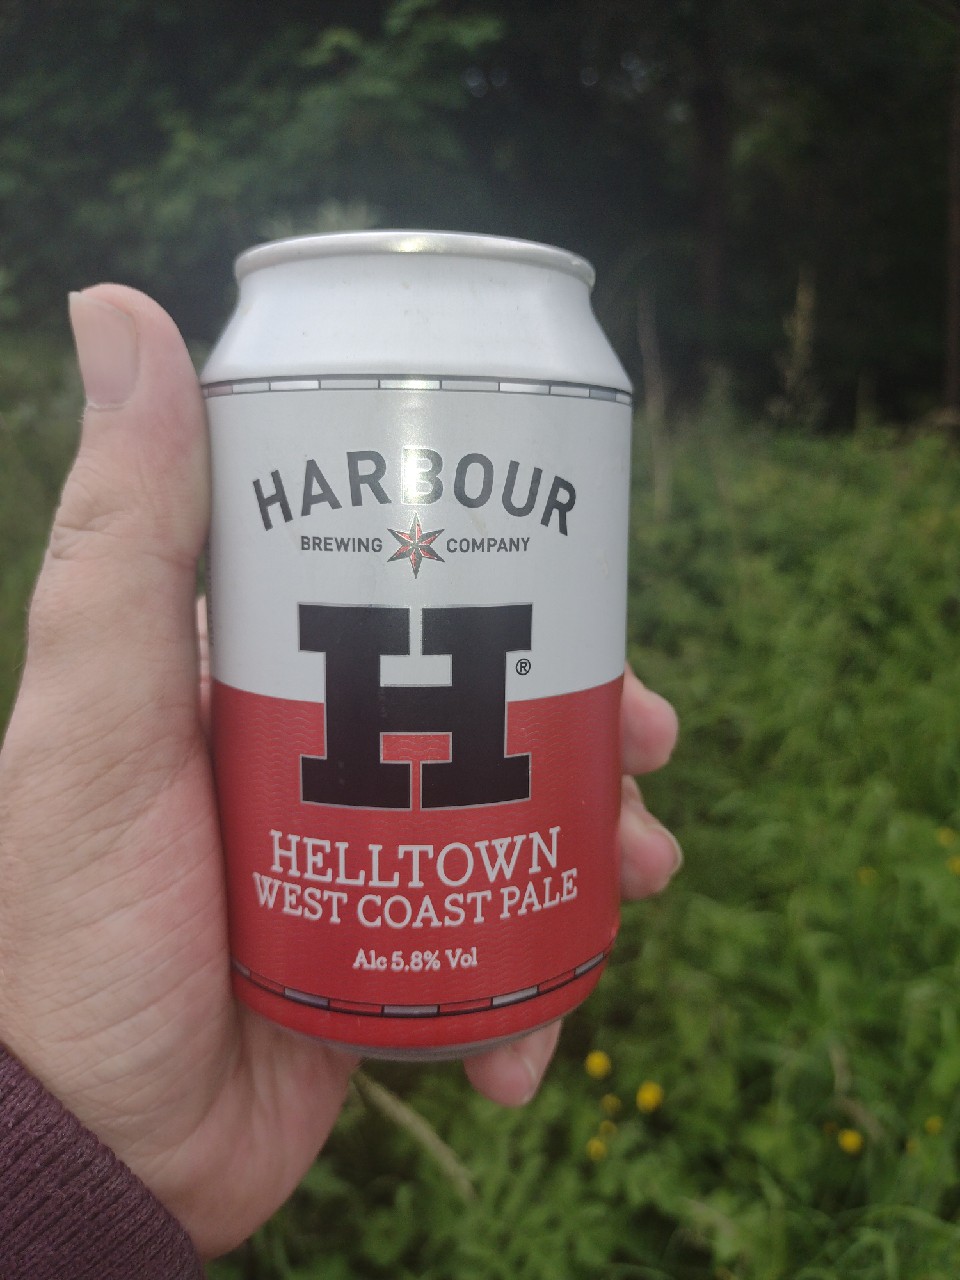 HARBOUR
BREWING COMPANY
H®
HELLTOWN
WEST COAST PALE
Alc 5.8% Vol